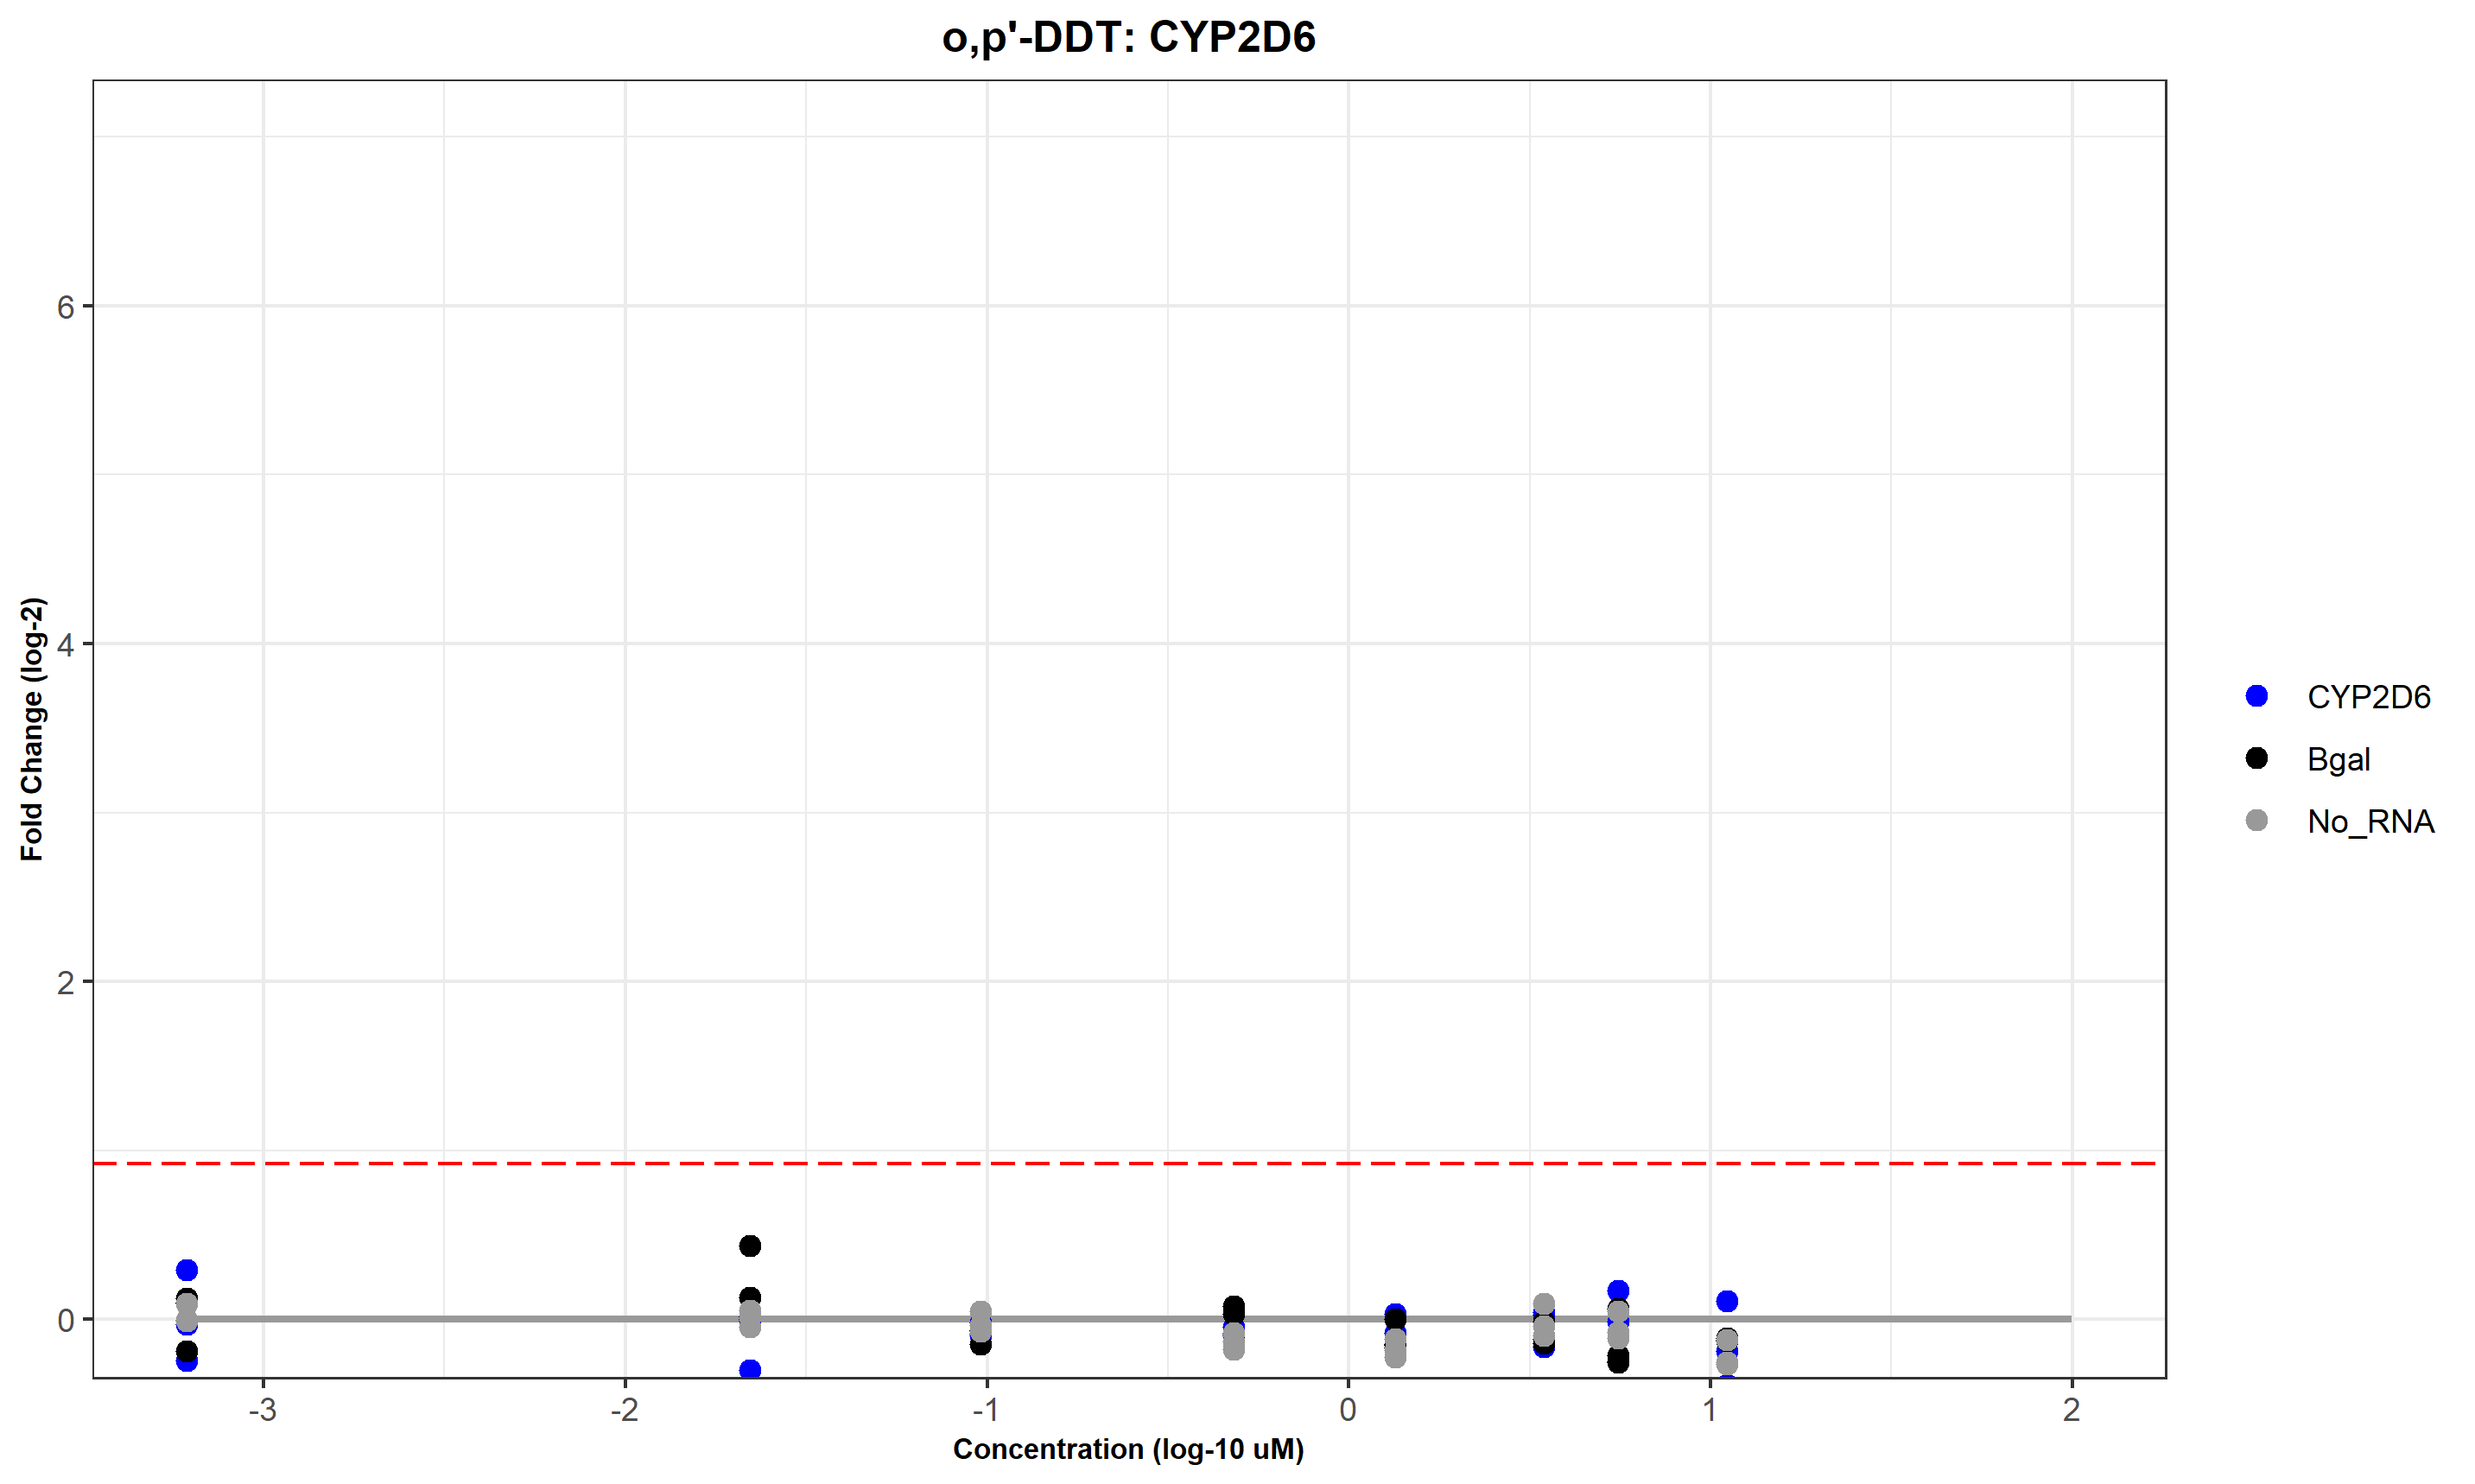 o,p'-DDT: CYP2D6
Fold Change (log-2)
6
4
2
0
-3
-2
-1
0
1
2
Concentration (log-10 uM)
CYP2D6
Bgal
No_RNA